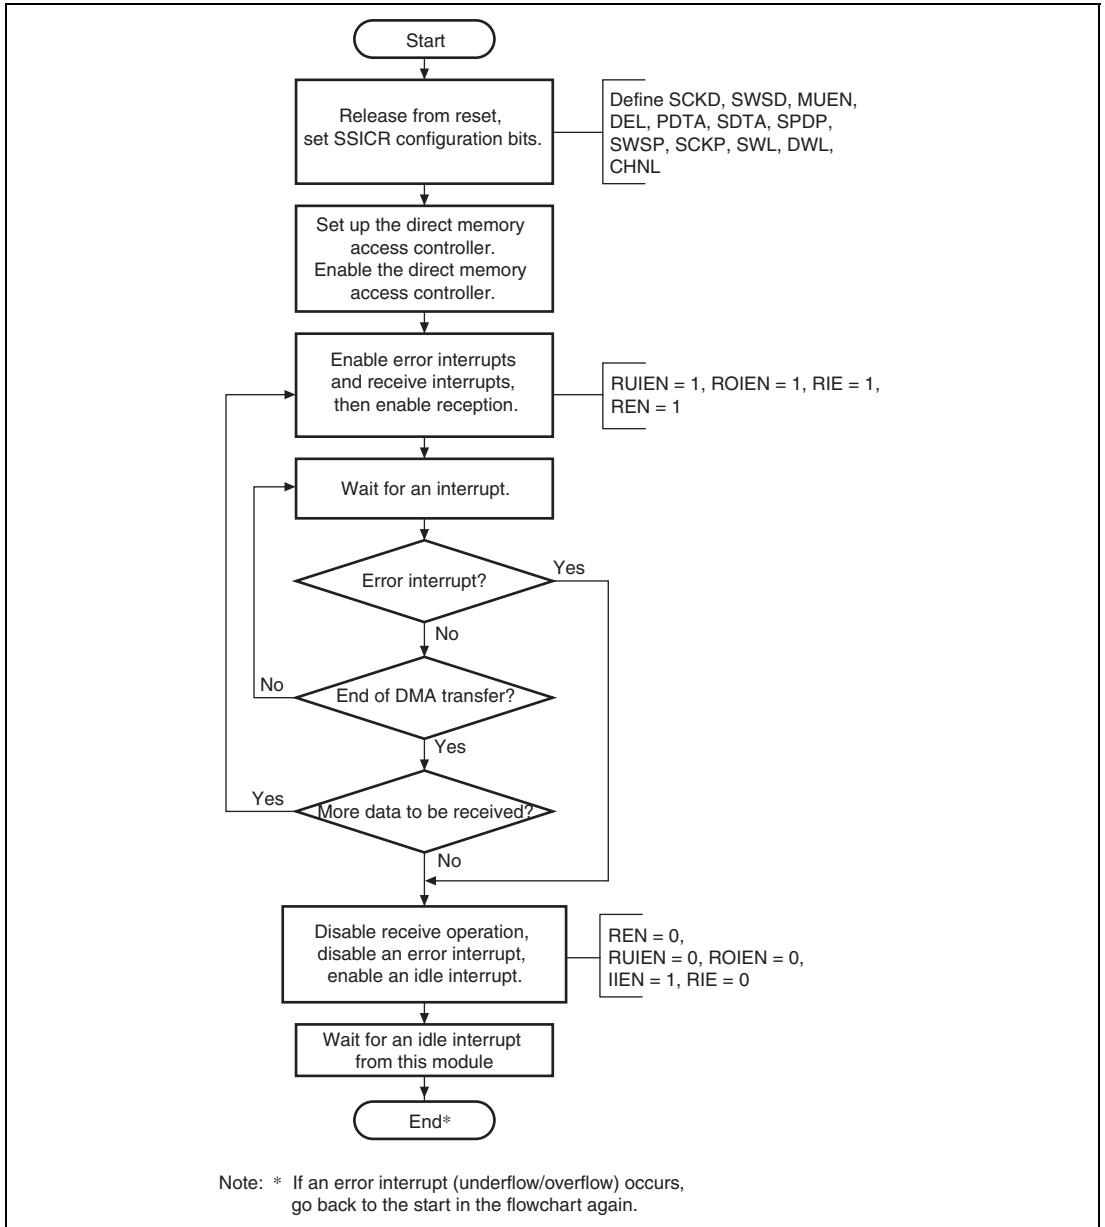 Start
Release from reset,
set SSICR configuration bits.
Define SCKD, SWSD, MUEN,
DEL, PDTA, SDTA, SPDP,
SWSP, SCKP, SWL, DWL,
CHNL
Set up the direct memory
access controller.
Enable the direct memory
access controller.
Enable error interrupts
and receive interrupts,
then enable reception.
RUIEN = 1, ROIEN = 1, RIE = 1,
REN = 1
Wait for an interrupt.
Error interrupt?
Yes
No
End of DMA transfer?
No
Yes
More data to be received?
Yes
No
Disable receive operation,
disable an error interrupt,
enable an idle interrupt.
REN = 0,
RUIEN = 0, ROIEN = 0,
IIEN = 1, RIE = 0
Wait for an idle interrupt
from this module
End*
Note: * If an error interrupt (underflow/overflow) occurs,
go back to the start in the flowchart again.